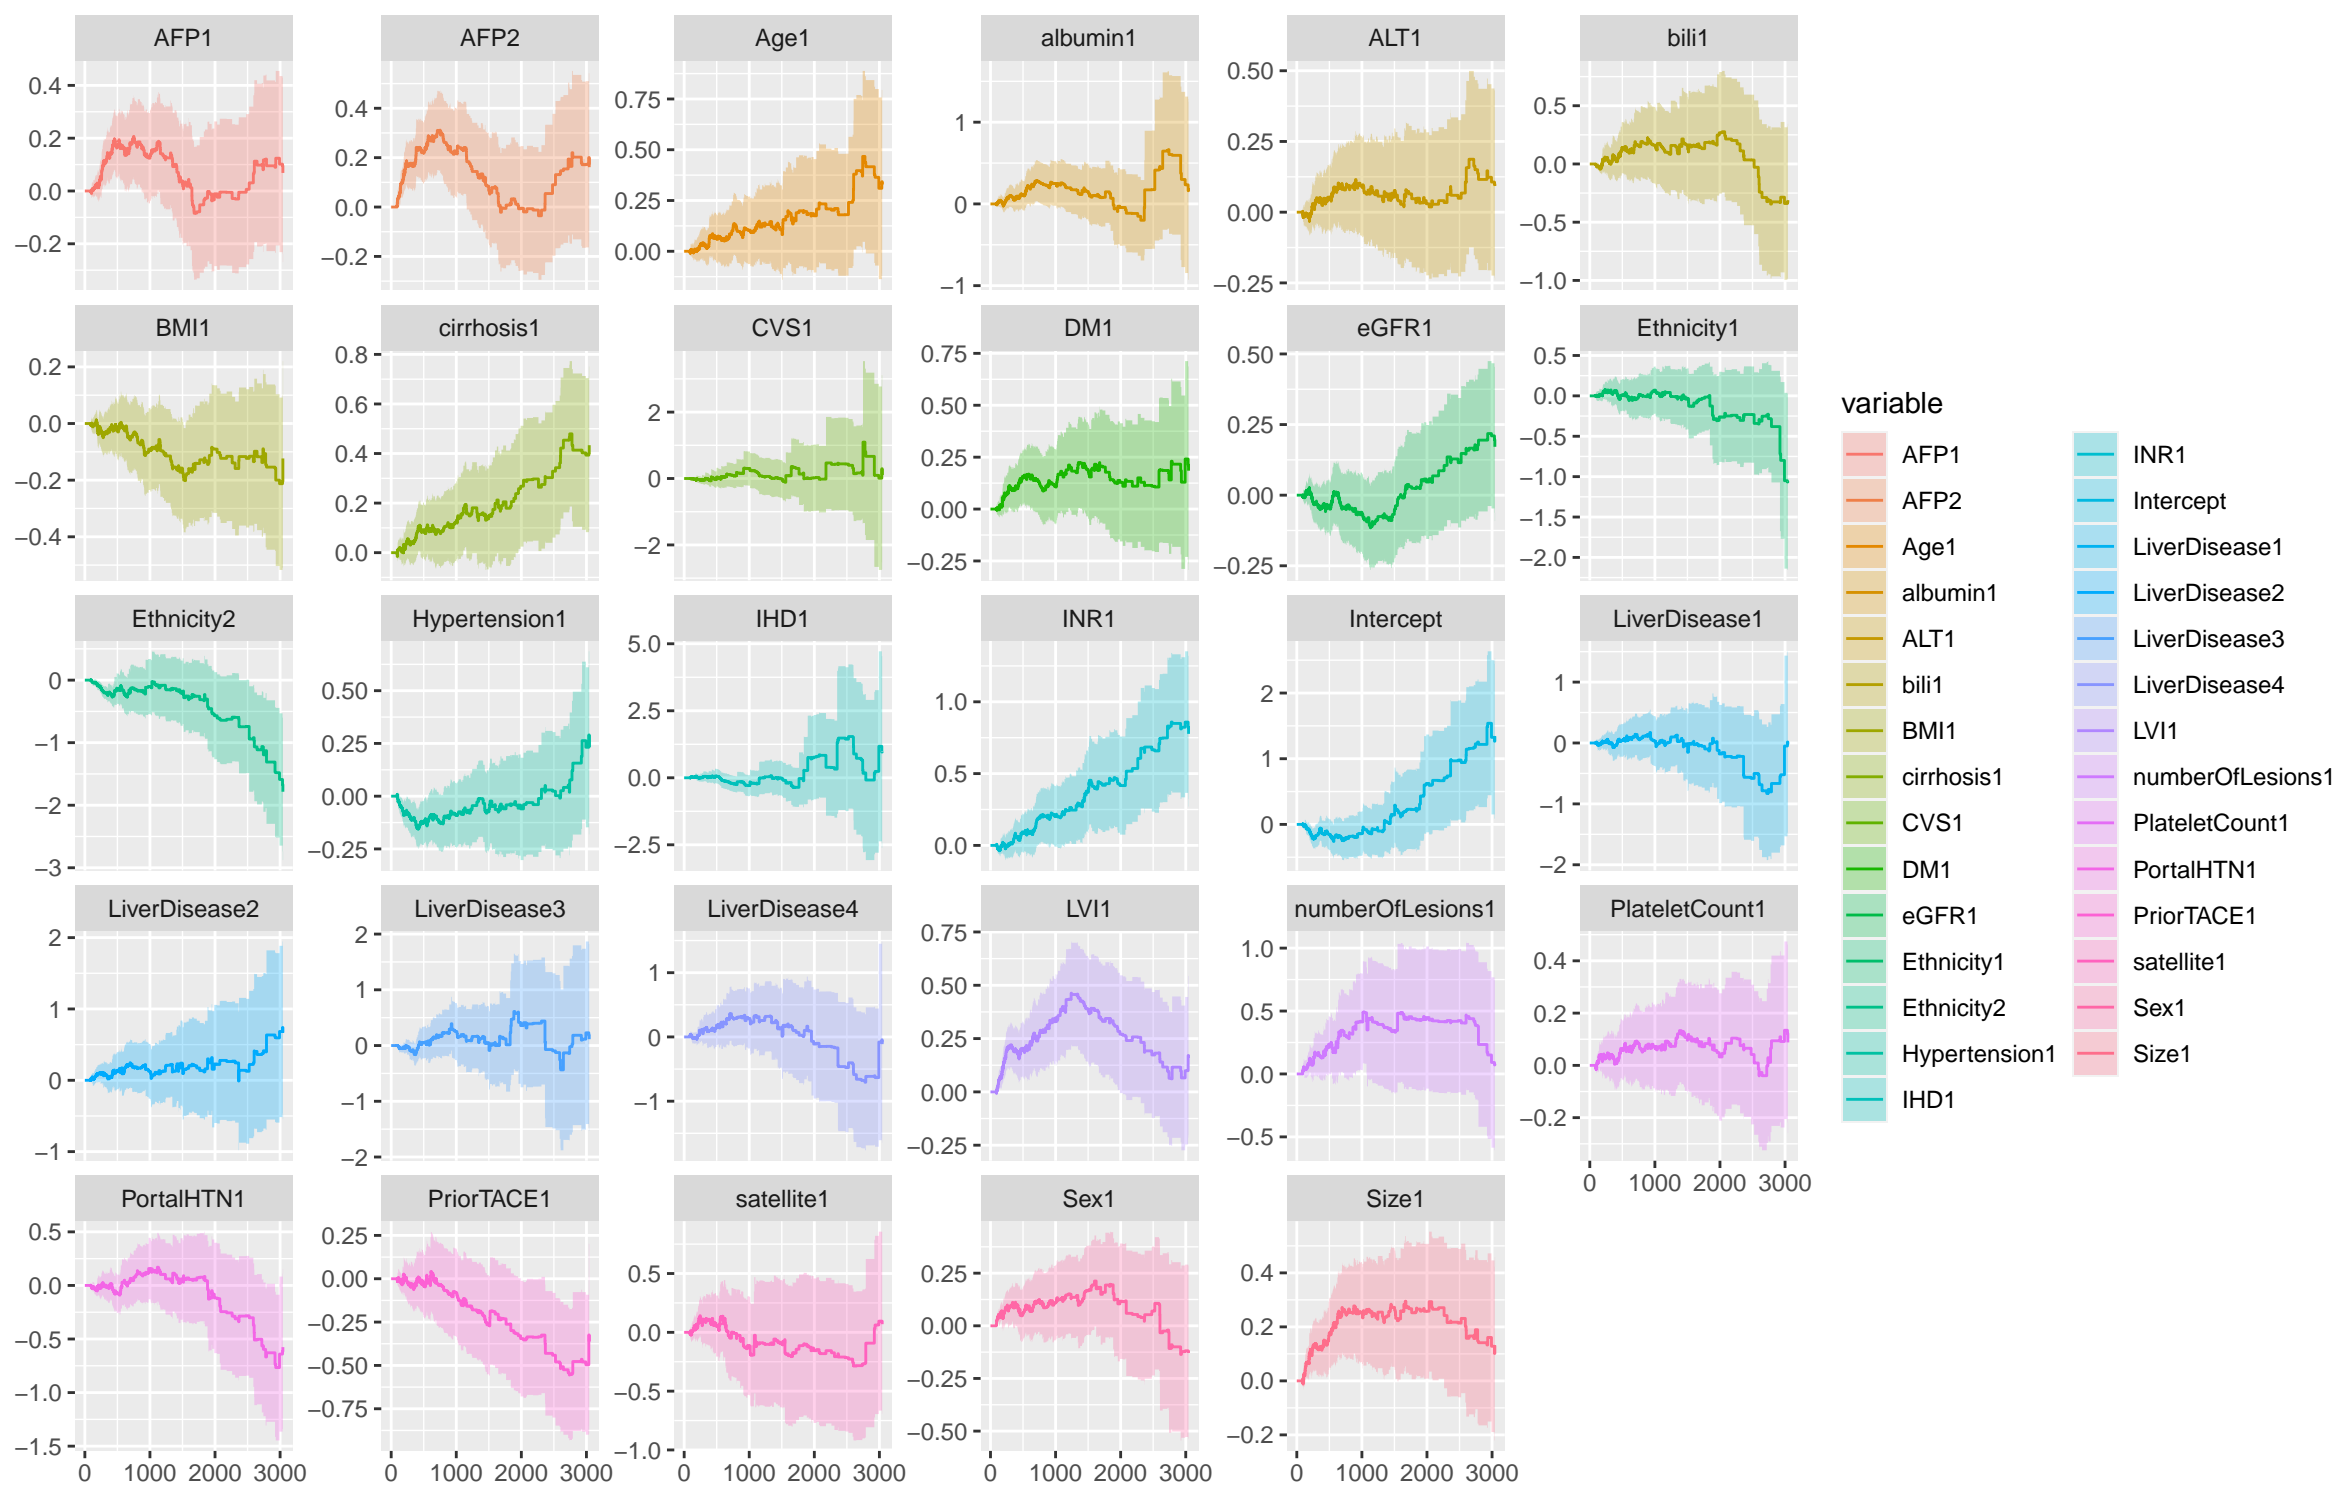 AFP1 AFP2 Age1 albumin1 ALT1 bili1
0.4 0.2 0.0 −0.2
0.4 0.2 0.0 −0.2
0.75 0.50 0.25 0.00
1 0 −1
0.50 0.25 0.00 −0.25
0.5 0.0 −0.5 −1.0
BMI1 cirrhosis1 CVS1 DM1 eGFR1 Ethnicity1
0.2 0.0 −0.2 −0.4
0.8 0.6 0.4 0.2 0.0
2 0 −2
0.75 0.50 0.25 0.00 −0.25
0.50 0.25 0.00 −0.25
0.5 0.0 −0.5 −1.0 −1.5 −2.0
Ethnicity2 Hypertension1 IHD1 INR1 Intercept LiverDisease1
0 −1 −2 −3
0.50 0.25 0.00 −0.25
5.0 2.5 0.0 −2.5
1.0 0.5 0.0
2 1 0
1 0 −1 −2
LiverDisease2 LiverDisease3 LiverDisease4 LVI1 numberOfLesions1 PlateletCount1
2 1 0 −1
2 1 0 −1 −2
1 0 −1
0.75 0.50 0.25 0.00 −0.25
1.0 0.5 0.0 −0.5
0.4 0.2 0.0 −0.2
0 1000 2000 3000
PortalHTN1 PriorTACE1 satellite1 Sex1 Size1
0.5 0.0 −0.5 −1.0 −1.5
0.25 0.00 −0.25 −0.50 −0.75
0.5 0.0 −0.5 −1.0
0.25 0.00 −0.25 −0.50
0.4 0.2 0.0 −0.2
0 1000 2000 3000
0 1000 2000 3000
0 1000 2000 3000
0 1000 2000 3000
0 1000 2000 3000
variable
AFP1
AFP2
Age1
albumin1
ALT1
bili1
BMI1
cirrhosis1
CVS1
DM1
eGFR1
Ethnicity1
Ethnicity2
Hypertension1
IHD1
INR1
Intercept
LiverDisease1
LiverDisease2
LiverDisease3
LiverDisease4
LVI1
numberOfLesions1
PlateletCount1
PortalHTN1
PriorTACE1
satellite1
Sex1
Size1